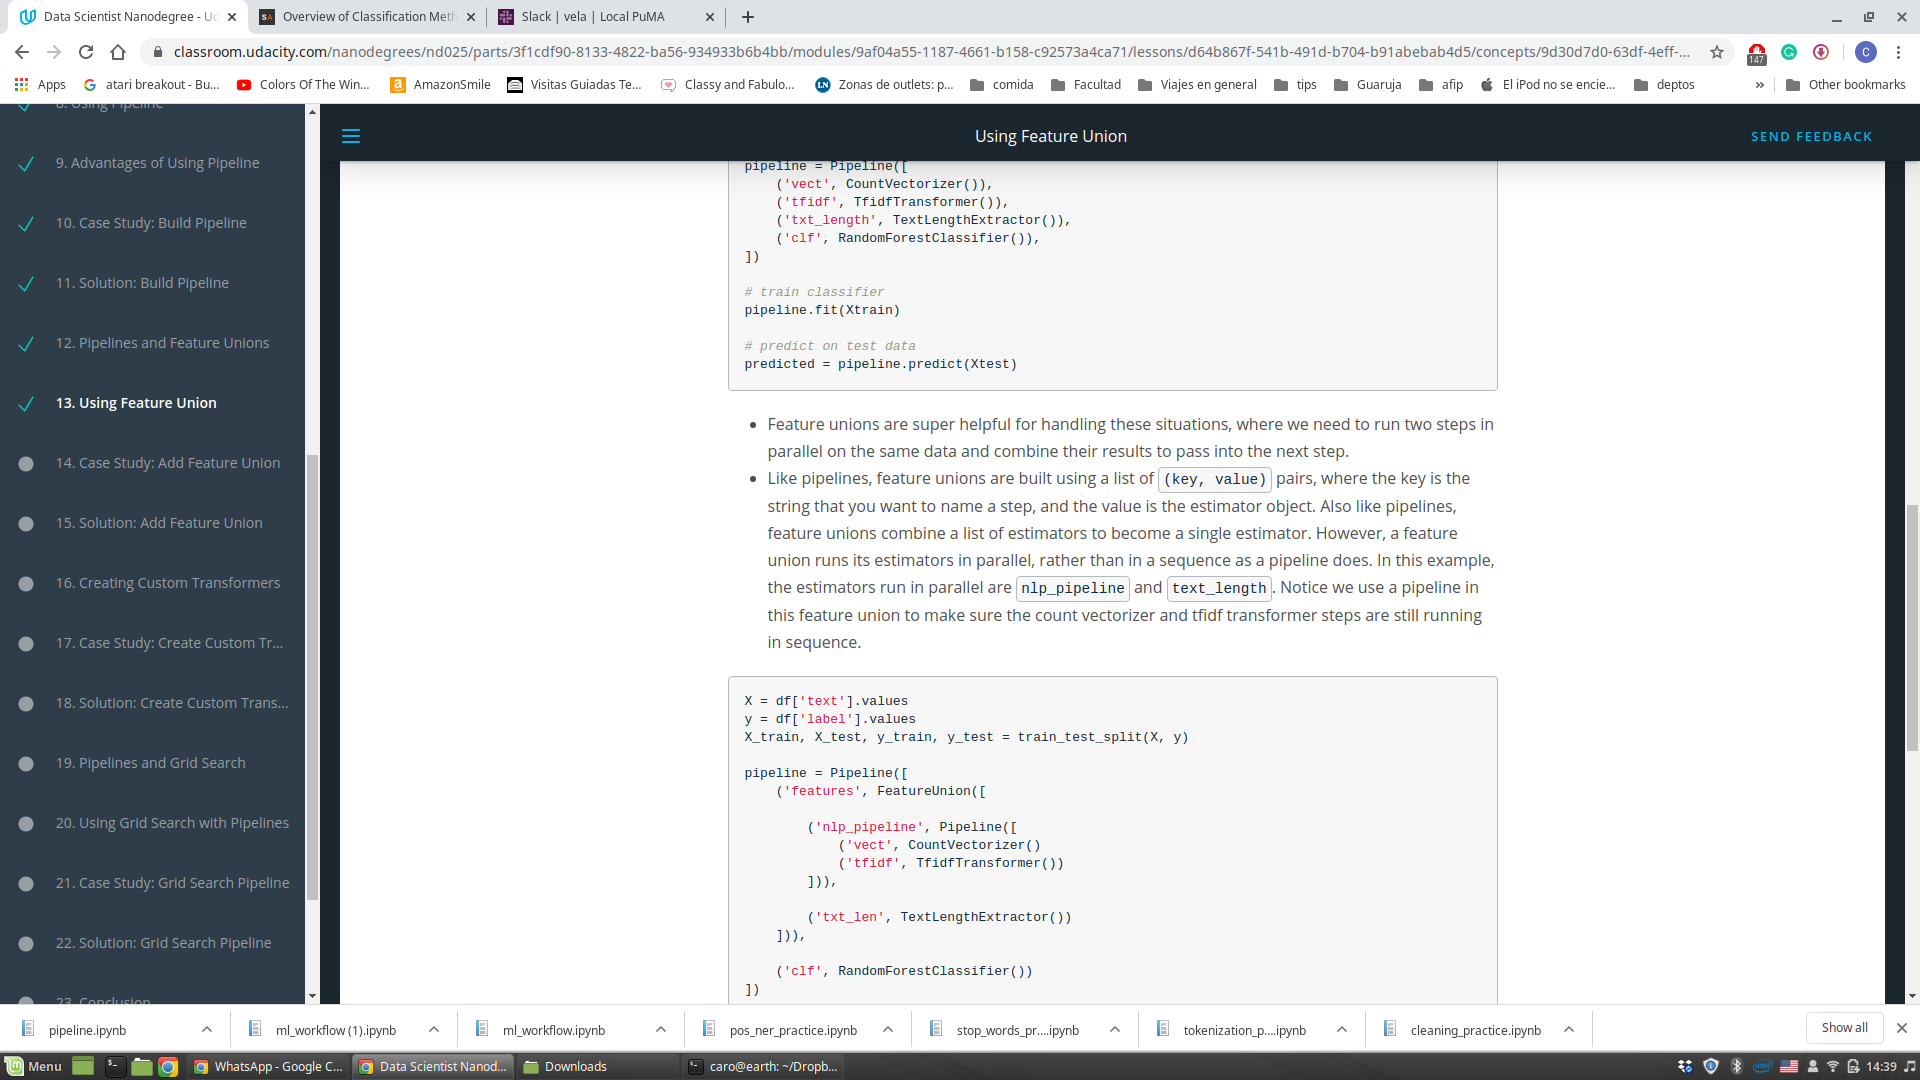 Data Scientist Nanodegree - Ud
Overview of Classification Meth
Slack | vela | Local PuMA
classroom.udacity.com/nanodegrees/nd025/parts/3f1cdf90-8133-4822-ba56-934933b6b4bb/modules/9af04a55-1187-4661-b158-c92573a4ca71/lessons/d64b867f-541b-491d-b704-b91abebab4d5/concepts/9d30d7d0-63df-4eff-...
147
C
Apps
atari breakout - Bu...
Colors Of The Win...
AmazonSmile
Visitas Guiadas Te...
Classy and Fabulo...
Zonas de outlets: p...
comida
Facultad
Viajes en general
tips
Guaruja
afip
El iPod no se encie...
deptos
»
Other bookmarks
8. Using Pipeline
9. Advantages of Using Pipeline
10. Case Study: Build Pipeline
11. Solution: Build Pipeline
12. Pipelines and Feature Unions
13. Using Feature Union
14. Case Study: Add Feature Union
15. Solution: Add Feature Union
16. Creating Custom Transformers
17. Case Study: Create Custom Tr...
18. Solution: Create Custom Trans...
19. Pipelines and Grid Search
20. Using Grid Search with Pipelines
21. Case Study: Grid Search Pipeline
22. Solution: Grid Search Pipeline
23. Conclusion
Using Feature Union
SEND FEEDBACK
pipeline = Pipeline([
('vect', CountVectorizer()),
('tfidf', TfidfTransformer()),
('txt_length', TextLengthExtractor()),
('clf', RandomForestClassifier()),
])
# train classifier
pipeline.fit(Xtrain)
# predict on test data
predicted = pipeline.predict(Xtest)
• Feature unions are super helpful for handling these situations, where we need to run two steps in
parallel on the same data and combine their results to pass into the next step.
• Like pipelines, feature unions are built using a list of (key, value) pairs, where the key is the
string that you want to name a step, and the value is the estimator object. Also like pipelines,
feature unions combine a list of estimators to become a single estimator. However, a feature
union runs its estimators in parallel, rather than in a sequence as a pipeline does. In this example,
the estimators run in parallel are nlp_pipeline and text_length. Notice we use a pipeline in
this feature union to make sure the count vectorizer and tfidf transformer steps are still running
in sequence.
X = df['text'].values
y = df['label'].values
X_train, X_test, y_train, y_test = train_test_split(X, y)
pipeline = Pipeline([
('features', FeatureUnion([
('nlp_pipeline', Pipeline([
('vect', CountVectorizer()
('tfidf', TfidfTransformer())
])),
('txt_len', TextLengthExtractor())
])),
('clf', RandomForestClassifier())
])
pipeline.ipynb
ml_workflow (1).ipynb
ml_workflow.ipynb
pos_ner_practice.ipynb
stop_words_pr....ipynb
tokenization_p....ipynb
cleaning_practice.ipynb
Show all
Menu
WhatsApp - Google C...
Data Scientist Nanod...
Downloads
caro@earth: ~/Dropb...
14:39